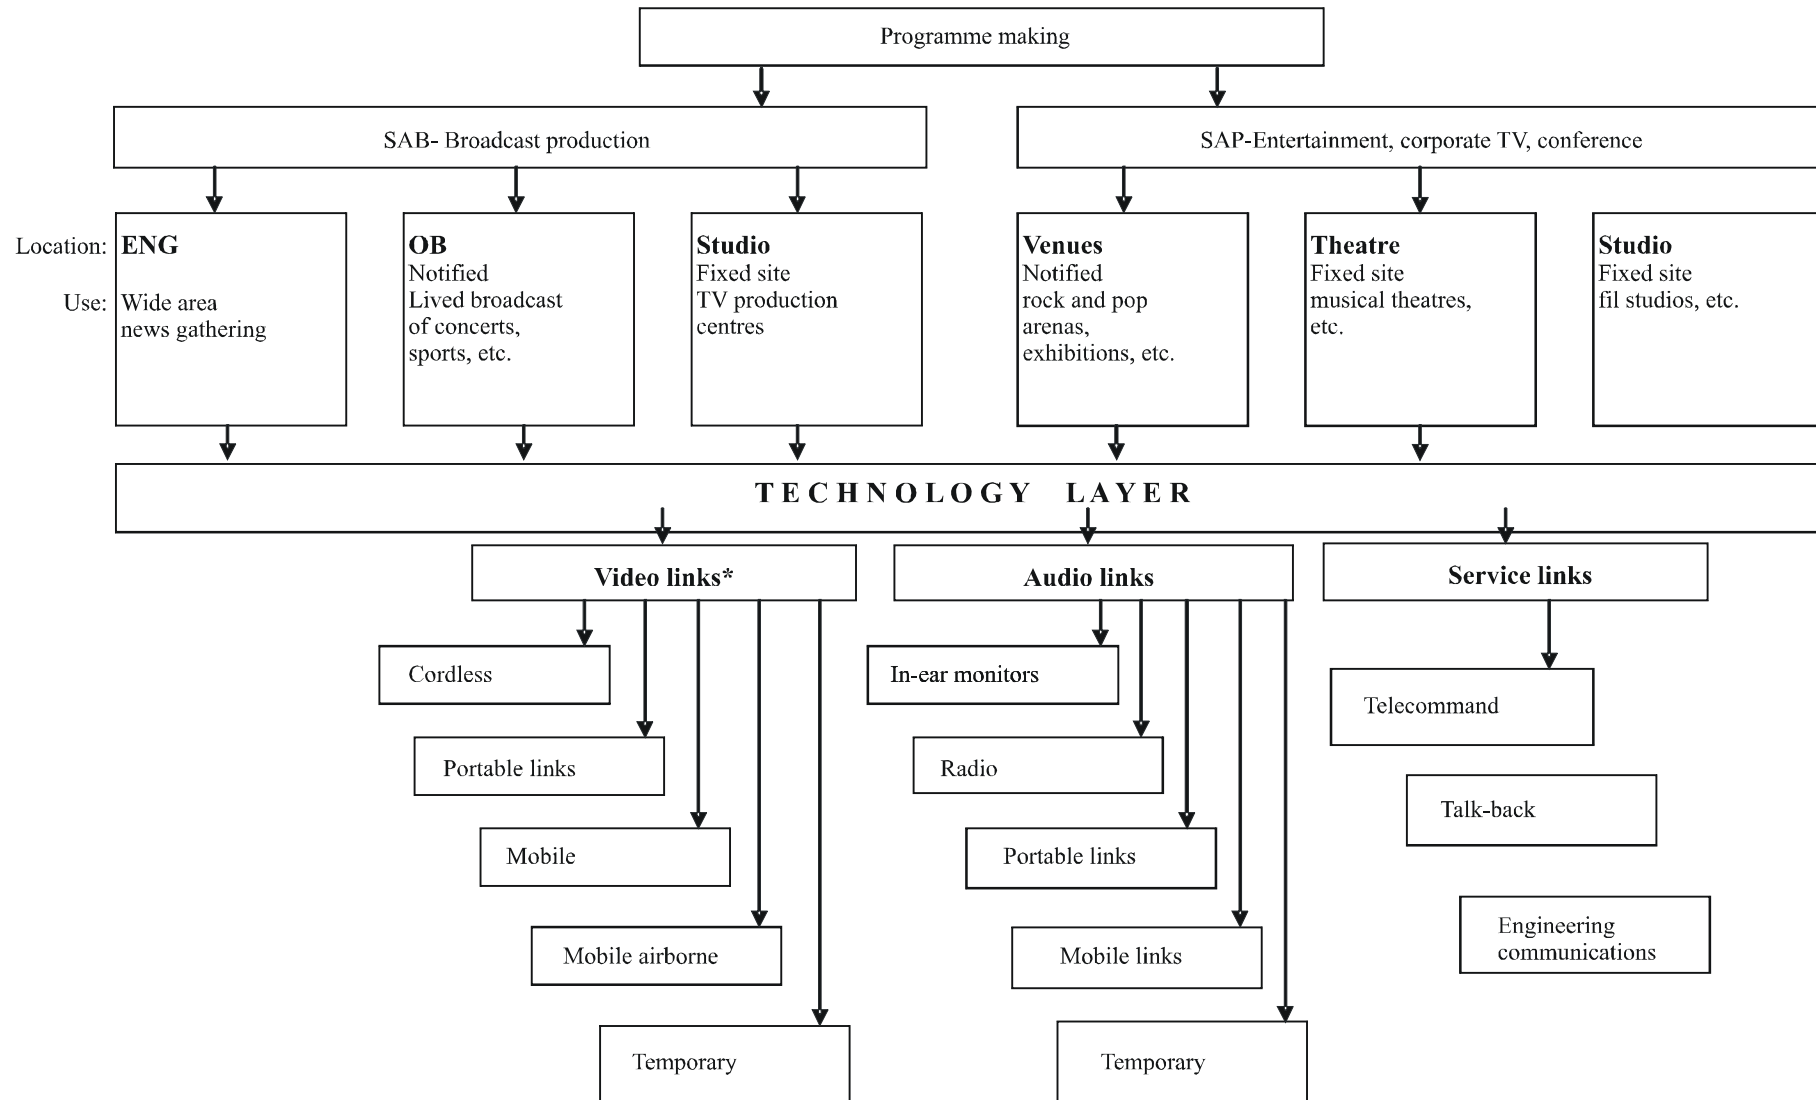 Programme making
SAB- Broadcast production
SAP-Entertainment, corporate TV, conference
Location:
Use:
ENG
Wide area
news gathering
OB
Notified
Lived broadcast
of concerts,
sports, etc.
Studio
Fixed site
TV production
centres
Venues
Notified
rock and pop
arenas,
exhibitions, etc.
Theatre
Fixed site
musical theatres,
etc.
Studio
Fixed site
fil studios, etc.
TECHNOLOGY LAYER
Video links*
Audio links
Service links
Cordless
Portable links
Mobile
Mobile airborne
Temporary
In-ear monitors
Radio
Portable links
Mobile links
Temporary
Telecommand
Talk-back
Engineering
communications